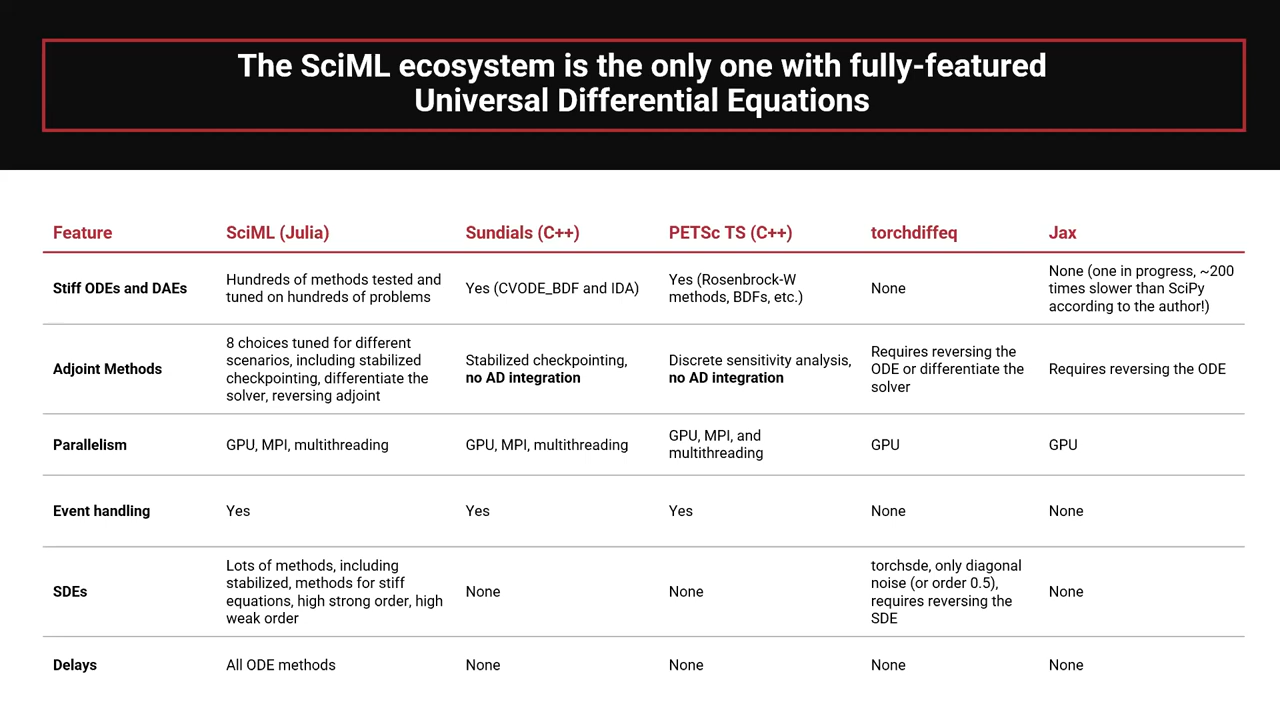 The SciML ecosystem is the only one with fully-featured
Universal Differential Equations
Feature
SciML (Julia)
Sundials (C++)
PETSc TS (C++)
torchdiffeq
Jax
Stiff ODEs and DAEs
Hundreds of methods tested and
tuned on hundreds of problems
Yes (CVODE_BDF and IDA)
Yes (Rosenbrock-W
methods, BDFs, etc.)
None
None (one in progress, ~200
times slower than SciPy
according to the author!)
Adjoint Methods
8 choices tuned for different
scenarios, including stabilized
checkpointing, differentiate the
solver, reversing adjoint
Stabilized checkpointing,
no AD integration
Discrete sensitivity analysis,
no AD integration
Requires reversing the
ODE or differentiate the
solver
Requires reversing the ODE
Parallelism
GPU, MPI, multithreading
GPU, MPI, multithreading
GPU, MPI, and
multithreading
GPU
GPU
Event handling
Yes
Yes
Yes
None
None
SDEs
Lots of methods, including
stabilized, methods for stiff
equations, high strong order, high
weak order
None
None
torchsde, only diagonal
noise (or order 0.5),
requires reversing the
SDE
None
Delays
All ODE methods
None
None
None
None